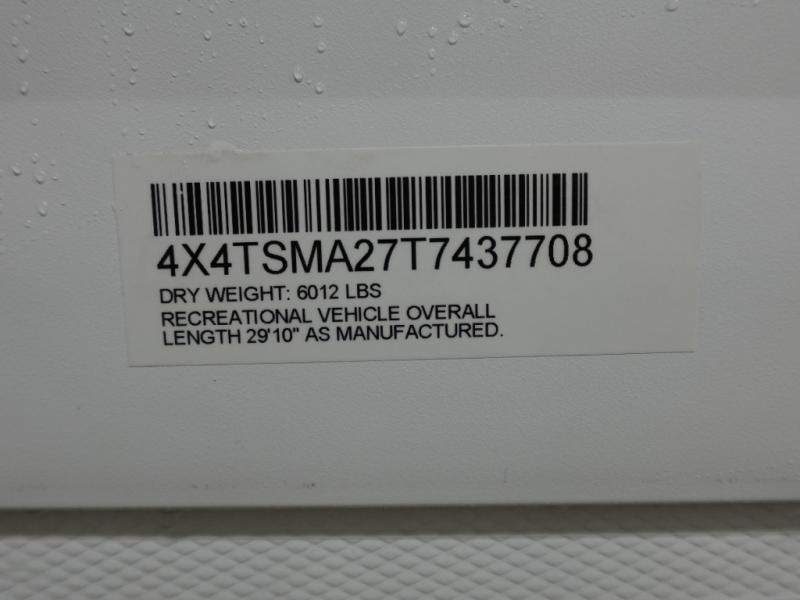 4X4TSMA27T7437708
DRY WEIGHT: 6012 LBS
RECREATIONAL VEHICLE OVERALL
LENGTH 29'10" AS MANUFACTURED.